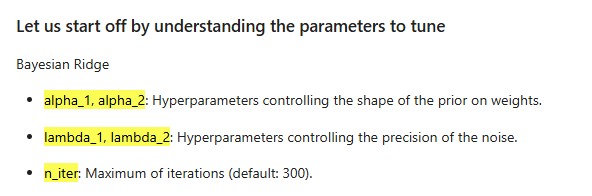 Let us start off by understanding the parameters to tune
Bayesian Ridge
• alpha_1, alpha_2: Hyperparameters controlling the shape of the prior on weights.
• lambda_1, lambda_2: Hyperparameters controlling the precision of the noise.
• n_iter: Maximum of iterations (default: 300).